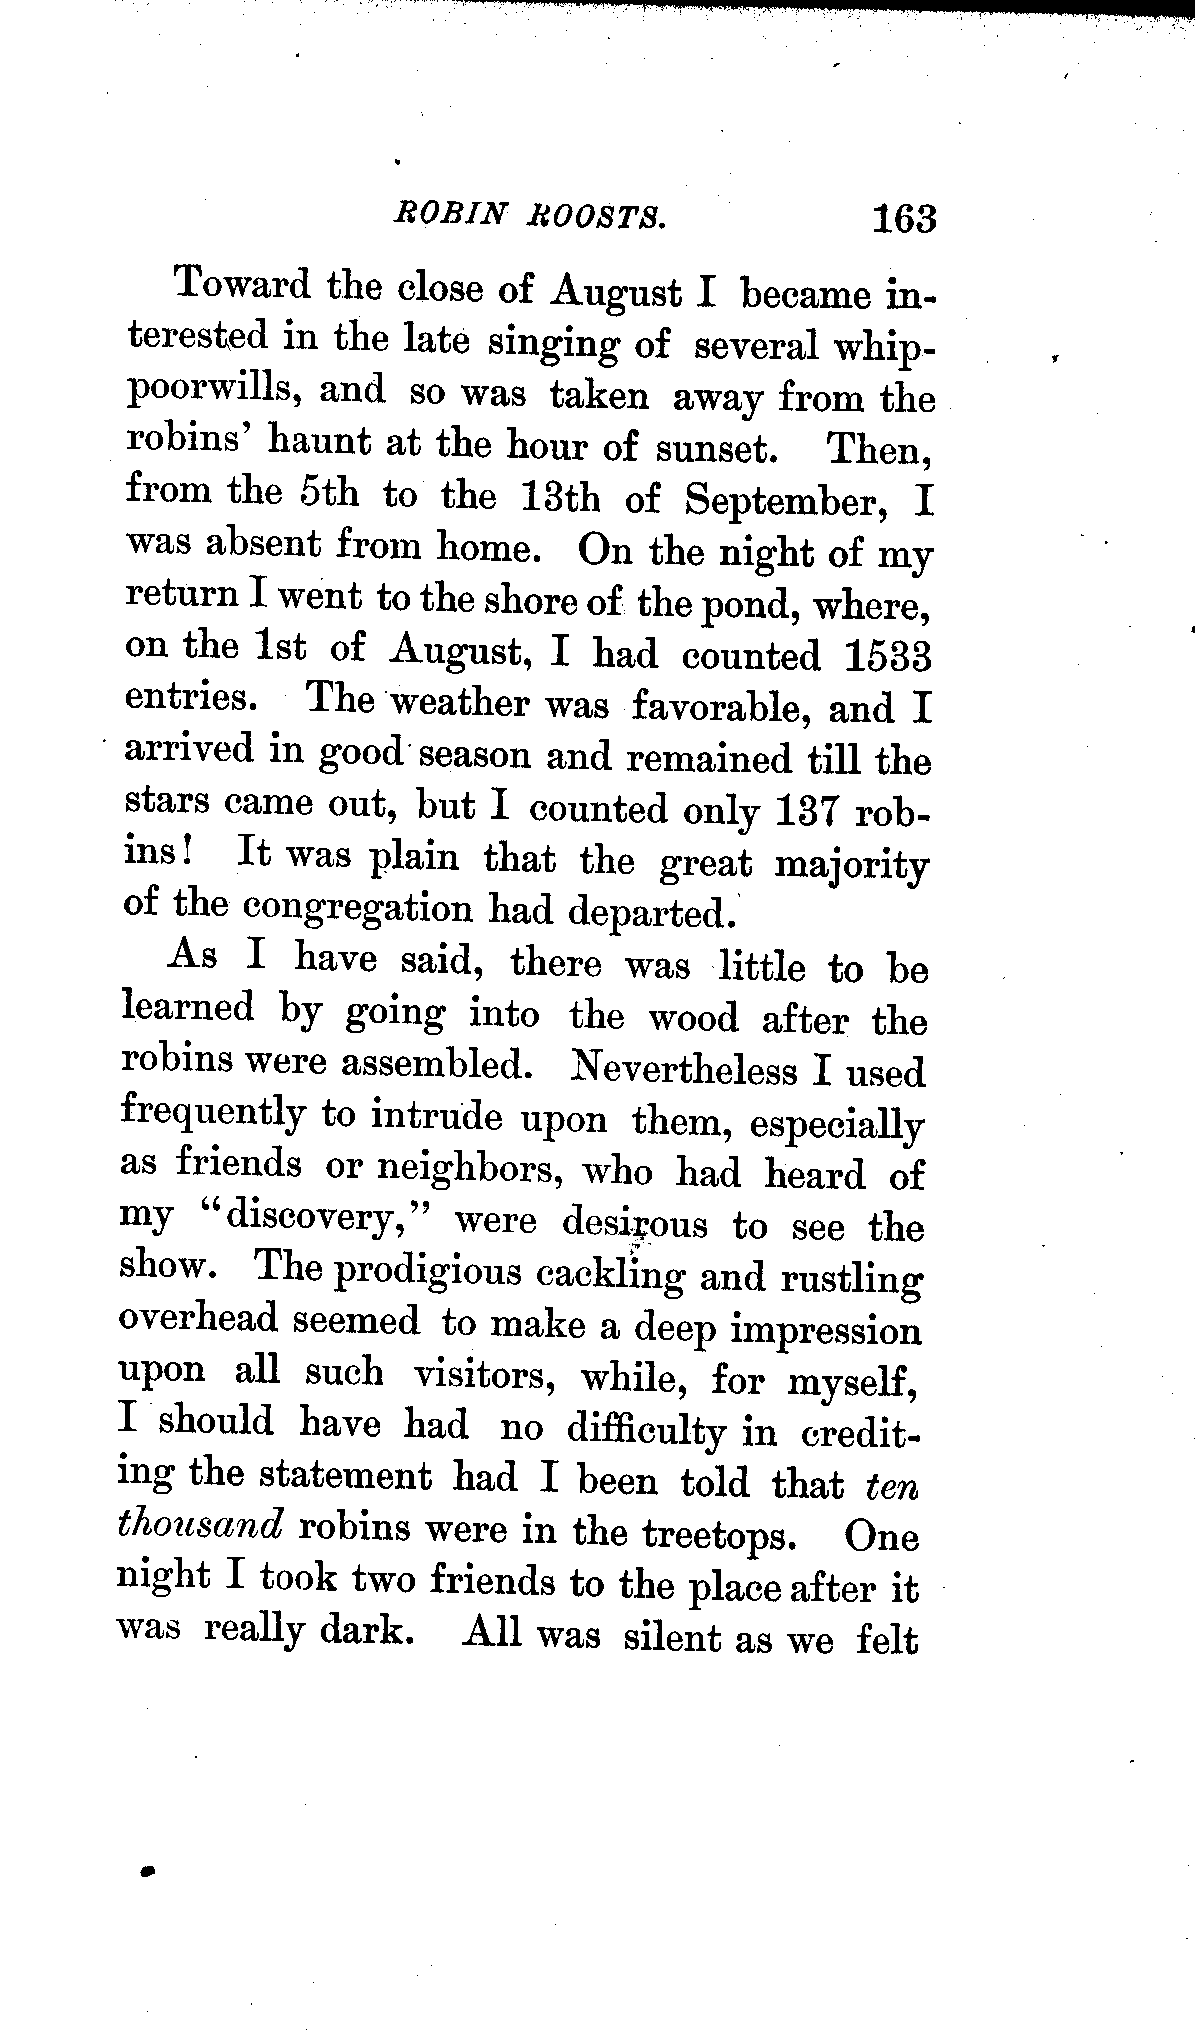 ROBIN ROOSTS. 163
Toward the close of August I became in-
terested in the late singing of several whip-
poorwills, and so was taken away from the
robins' haunt at the hour of sunset. Then,
from the 5th to the 13th of September, I
was absent from home. On the night of my
return I went to the shore of the pond, where,
on the 1st of August, I had counted 1533
entries. The weather was favorable, and I
arrived in good season and remained till the
stars came out, but I counted only 137 rob-
ins! It was plain that the great majority
of the congregation had departed.
As I have said, there was little to be
learned by going into the wood after the
robins were assembled. Nevertheless I used
frequently to intrude upon them, especially
as friends or neighbors, who had heard of
my "discovery," were desirous to see the
show. The prodigious cackling and rustling
overhead seemed to make a deep impression
upon all such visitors, while, for myself,
I should have had no difficulty in credit-
ing the statement had I been told that ten
thousand robins were in the treetops. One
night I took two friends to the place after it
was really dark. All was silent as we felt